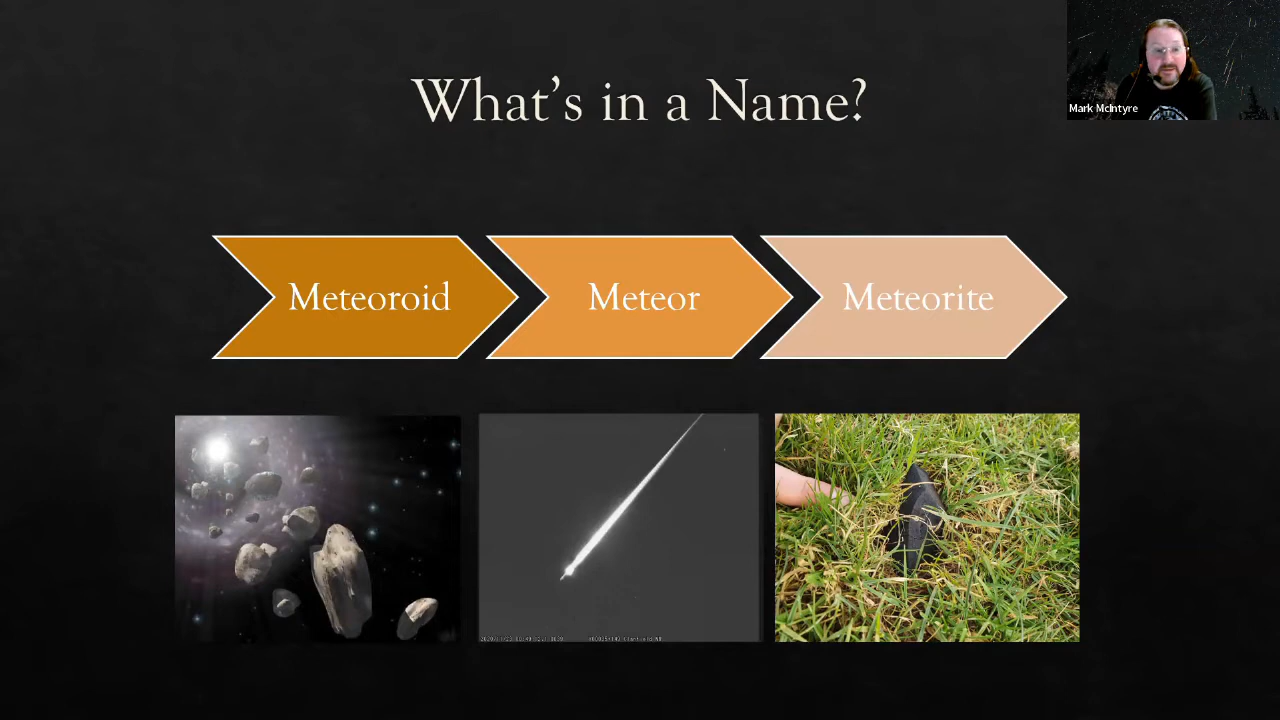 What's in a Name?
Mark McIntyre
Meteoroid
Meteor
Meteorite